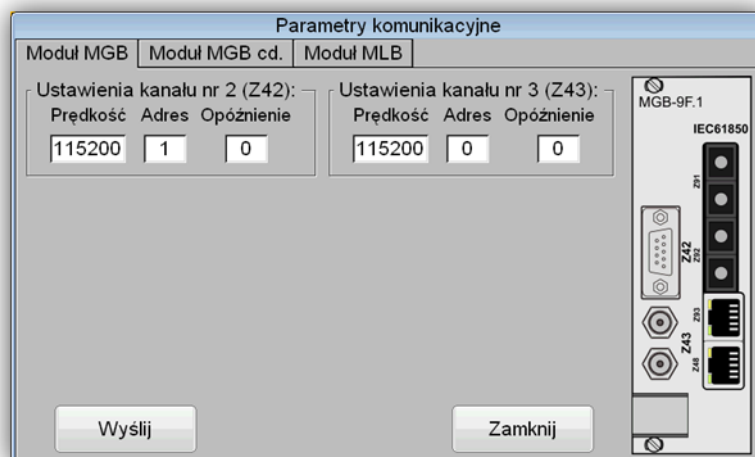 Parametry komunikacyjne
Moduł MGB Moduł MGB cd. Moduł MLB
Ustawienia kanału nr 2 (Z42): Ustawienia kanału nr 3 (Z43):
Prędkość Adres Opóźnienie Prędkość Adres Opóźnienie
115200 1 0 115200 0 0
MGB-9F.1
IEC61850
Z91
Z42
Z92
Z93
Z43
Z48
Wyślij Zamknij